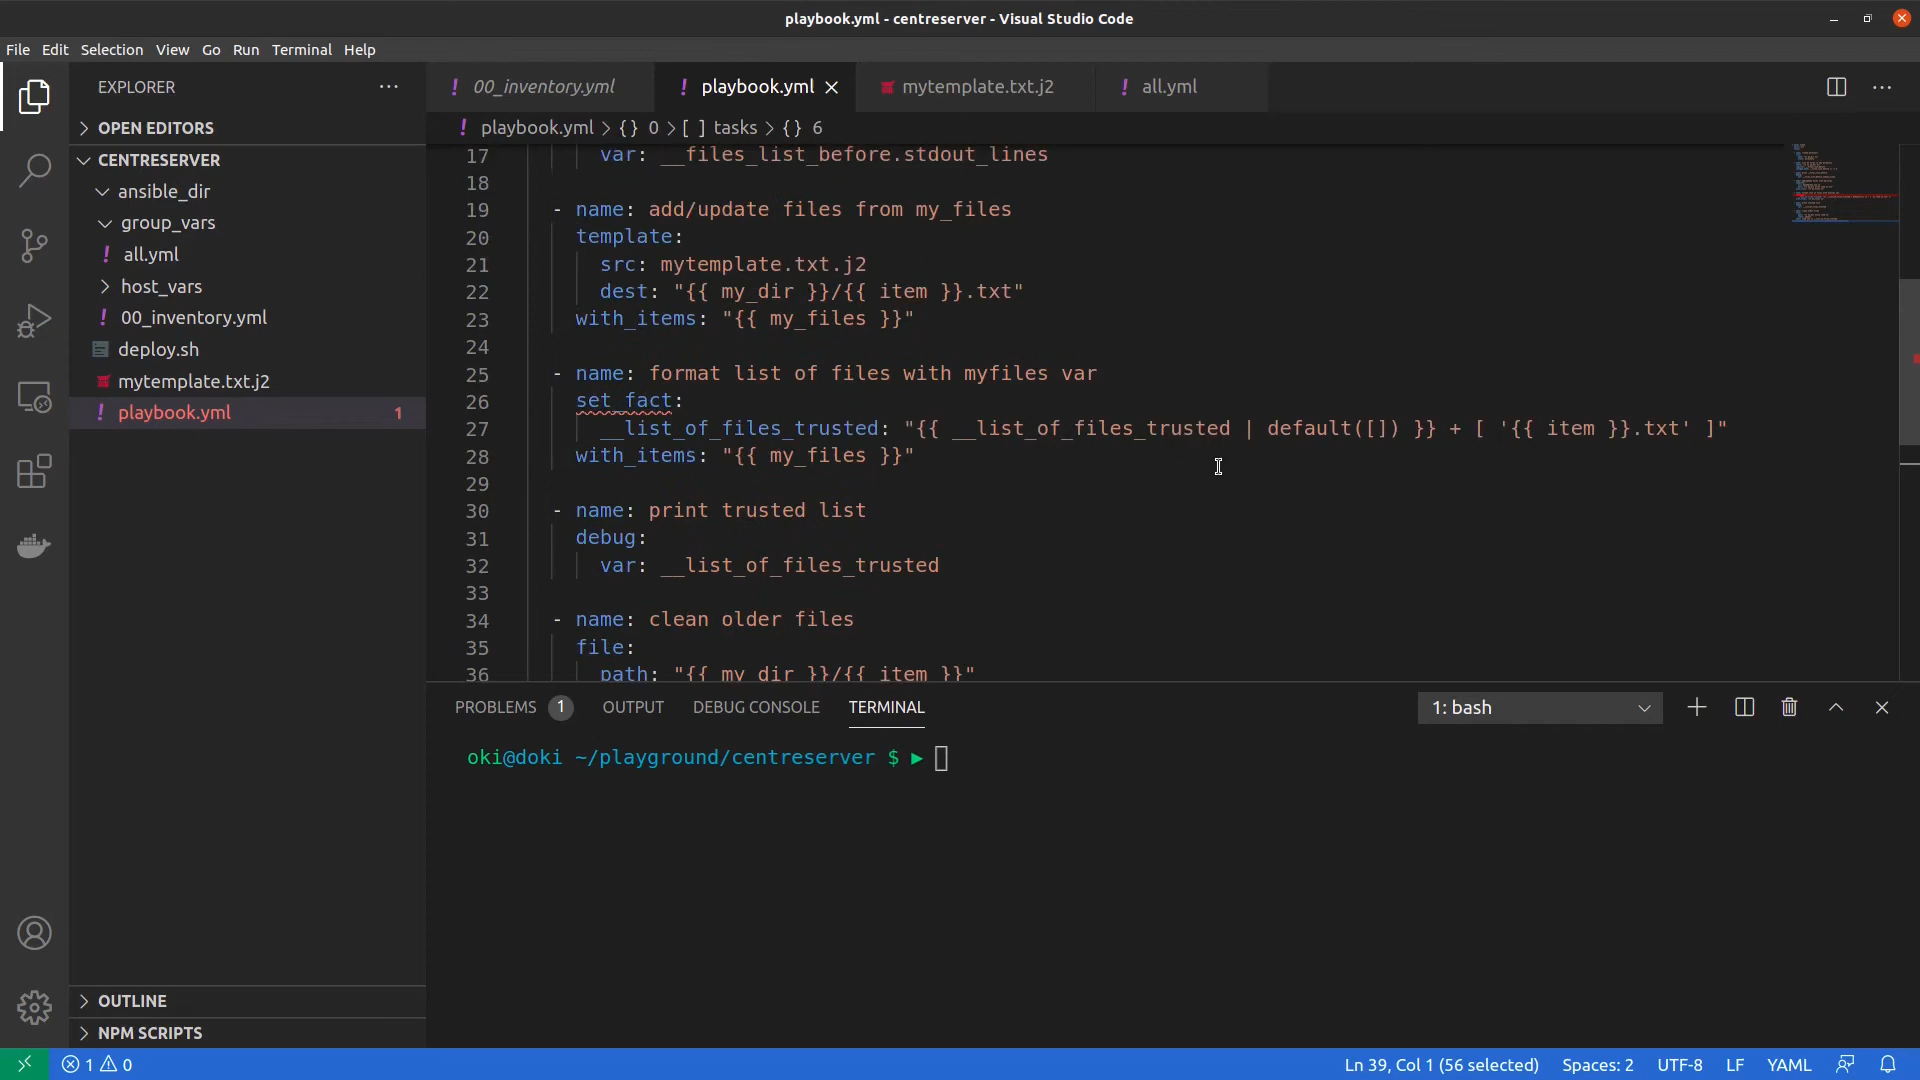 playbook.yml - centreserver - Visual Studio Code
File Edit Selection View Go Run Terminal Help
EXPLORER
OPEN EDITORS
CENTRESERVER
ansible_dir
group_vars
! all.yml
host_vars
! 00_inventory.yml
deploy.sh
mytemplate.txt.j2
! playbook.yml 1
OUTLINE
NPM SCRIPTS
! 00_inventory.yml ! playbook.yml mytemplate.txt.j2 ! all.yml
! playbook.yml > {} 0 > [ ] tasks > {} 6
17 var: __files_list_before.stdout_lines
18
19 - name: add/update files from my_files
20 template:
21 src: mytemplate.txt.j2
22 dest: "{{ my_dir }}/{{ item }}.txt"
23 with_items: "{{ my_files }}"
24
25 - name: format list of files with myfiles var
26 set_fact:
27 __list_of_files_trusted: "{{ __list_of_files_trusted | default([]) }} + [ '{{ item }}.txt' ]"
28 with_items: "{{ my_files }}"
29
30 - name: print trusted list
31 debug:
32 var: __list_of_files_trusted
33
34 - name: clean older files
35 file:
36 path: "{{ my_dir }}/{{ item }}"
PROBLEMS 1 OUTPUT DEBUG CONSOLE TERMINAL 1: bash
oki@doki ~/playground/centreserver $ ▶
1 0 Ln 39, Col 1 (56 selected) Spaces: 2 UTF-8 LF YAML